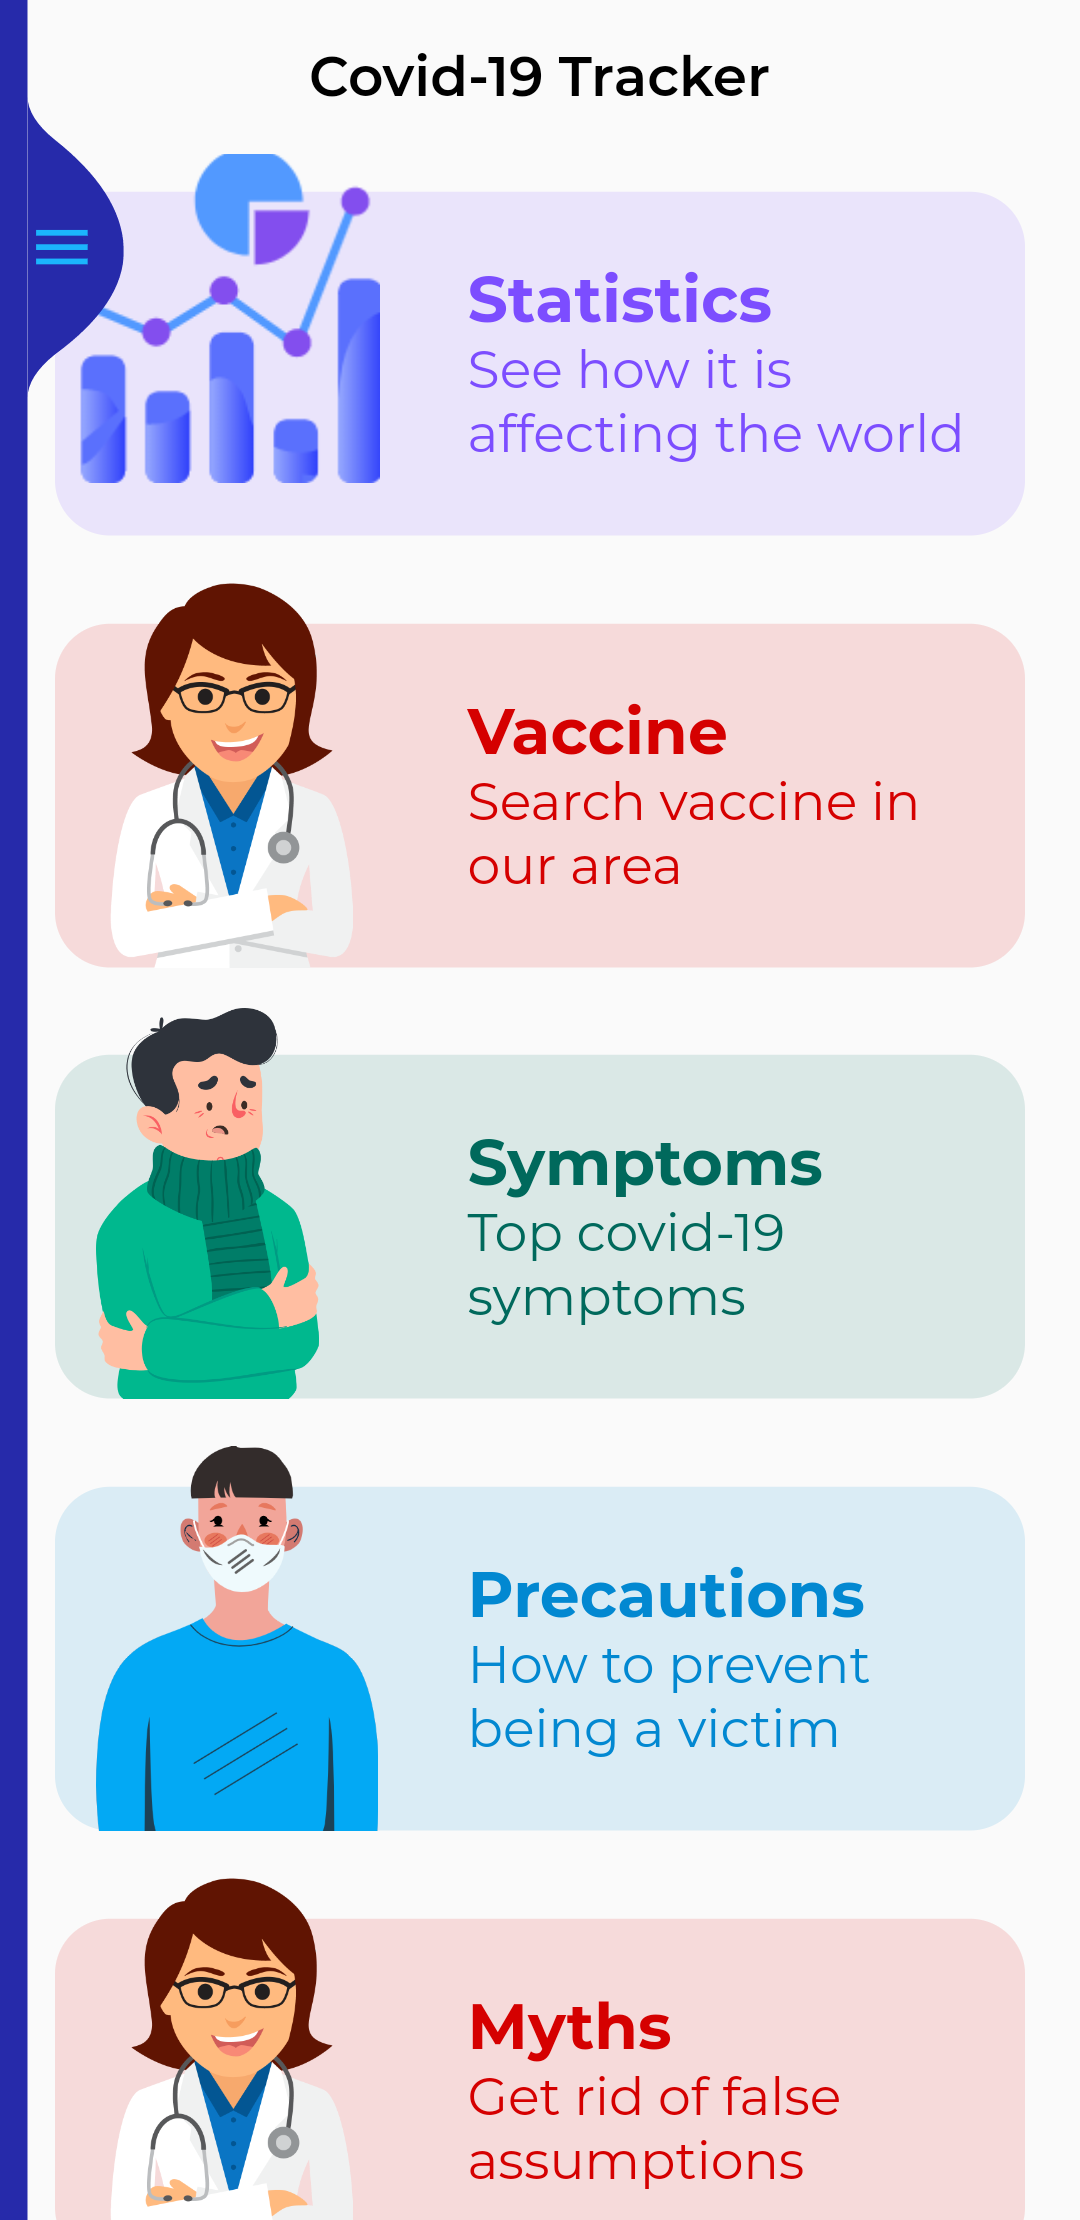 Covid-19 Tracker
Statistics
See how it is
affecting the world
Vaccine
Search vaccine in
our area
Symptoms
Top covid-19
symptoms
Precautions
How to prevent
being a victim
Myths
Get rid of false
assumptions